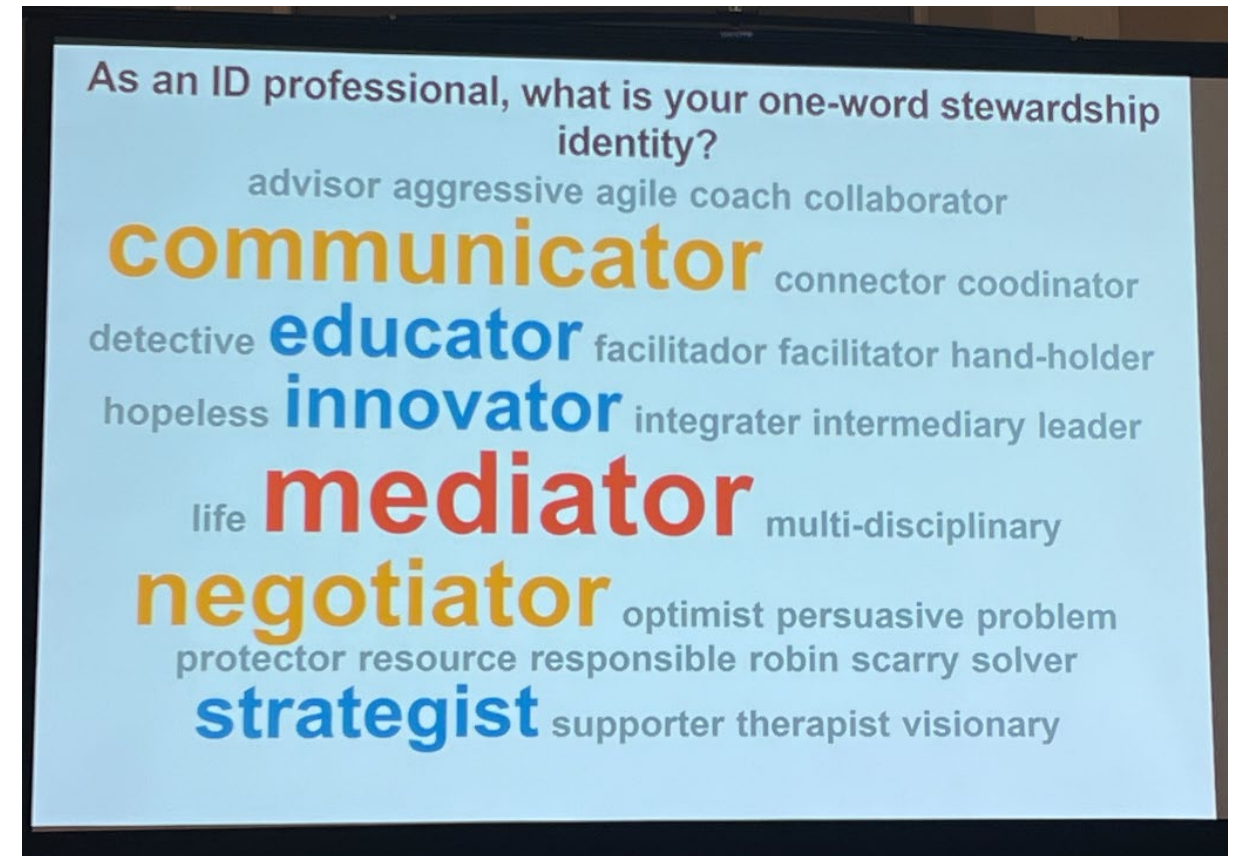 As an ID professional, what is your one-word stewardship
identity?
advisor aggressive agile coach collaborator
communicator connector coodinator
detective educator facilitador facilitator hand-holder
hopeless innovator integrater intermediary leader
life mediator multi-disciplinary
negotiator optimist persuasive problem
protector resource responsible robin scarry solver
strategist supporter therapist visionary